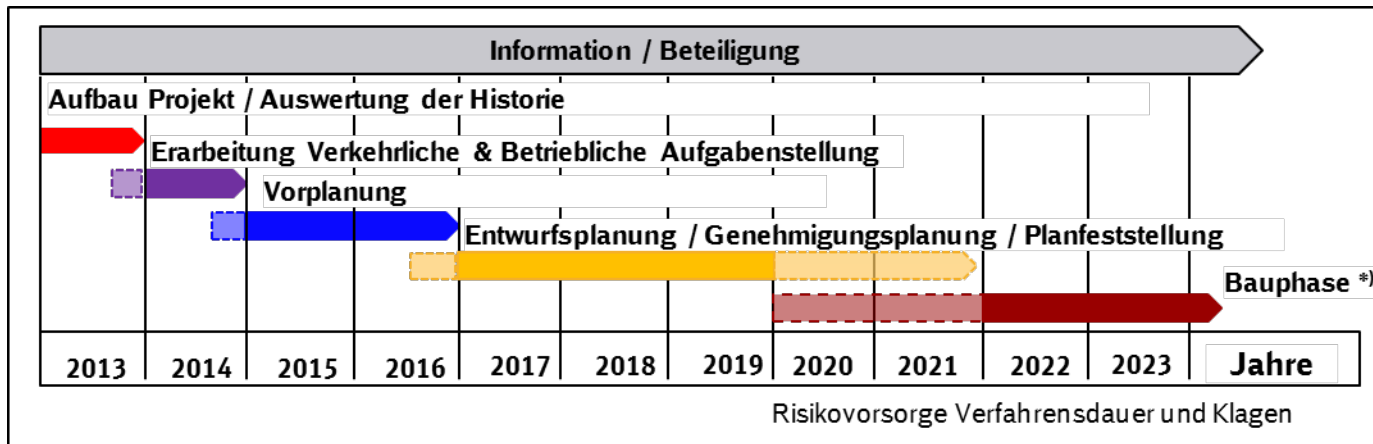 Information / Beteiligung
Aufbau Projekt / Auswertung der Historie
Erarbeitung Verkehrliche & Betriebliche Aufgabenstellung
Vorplanung
Entwurfsplanung / Genehmigungsplanung / Planfeststellung
Bauphase *)
2013 2014 2015 2016 2017 2018 2019 2020 2021 2022 2023 Jahre
Risikovorsorge Verfahrensdauer und Klagen